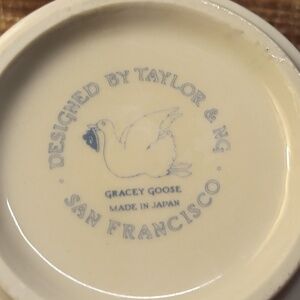 · DESIGNED BY TAYLOR & NG ·
GRACEY GOOSE
MADE IN JAPAN
SAN FRANCISCO